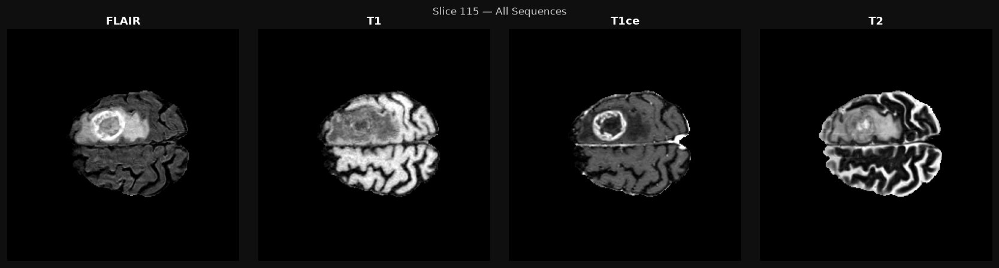 Slice 115 — All Sequences
FLAIR
T1
T1ce
T2